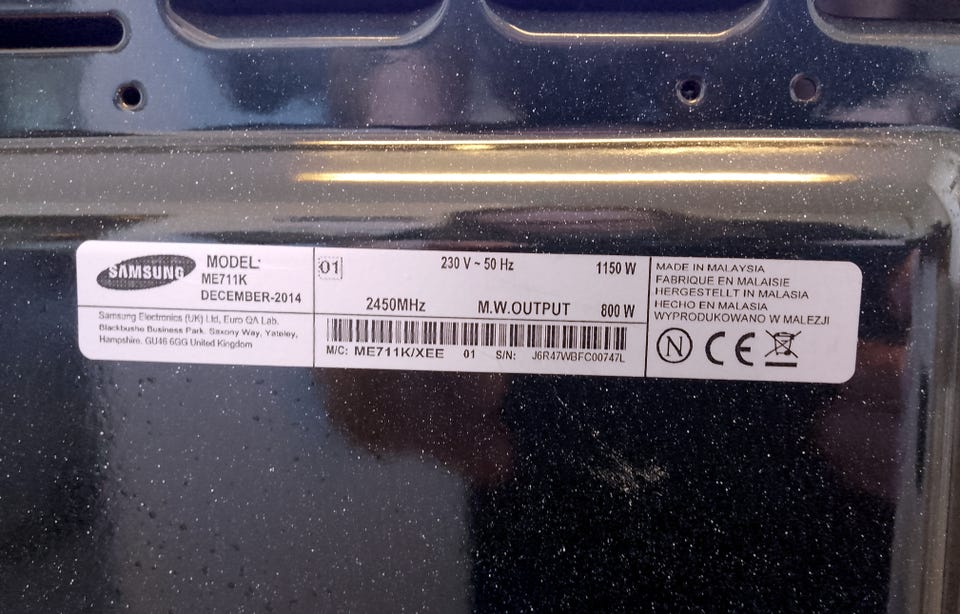 SAMSUNG
MODEL:
ME711K
DECEMBER-2014
Samsung Electronics (UK) Ltd, Euro QA Lab.
Blackbushe Business Park. Saxony Way, Yateley,
Hampshire. GU46 6GG United Kingdom
01
230 V ~ 50 Hz
1150 W
2450MHz
M.W.OUTPUT
800 W
M/C: ME711K/XEE 01 S/N: J6R47WBFC00747L
MADE IN MALAYSIA
FABRIQUE EN MALAISIE
HERGESTELLT IN MALASIA
HECHO EN MALASIA
WYPRODUKOWANO W MALEZJI
N CE